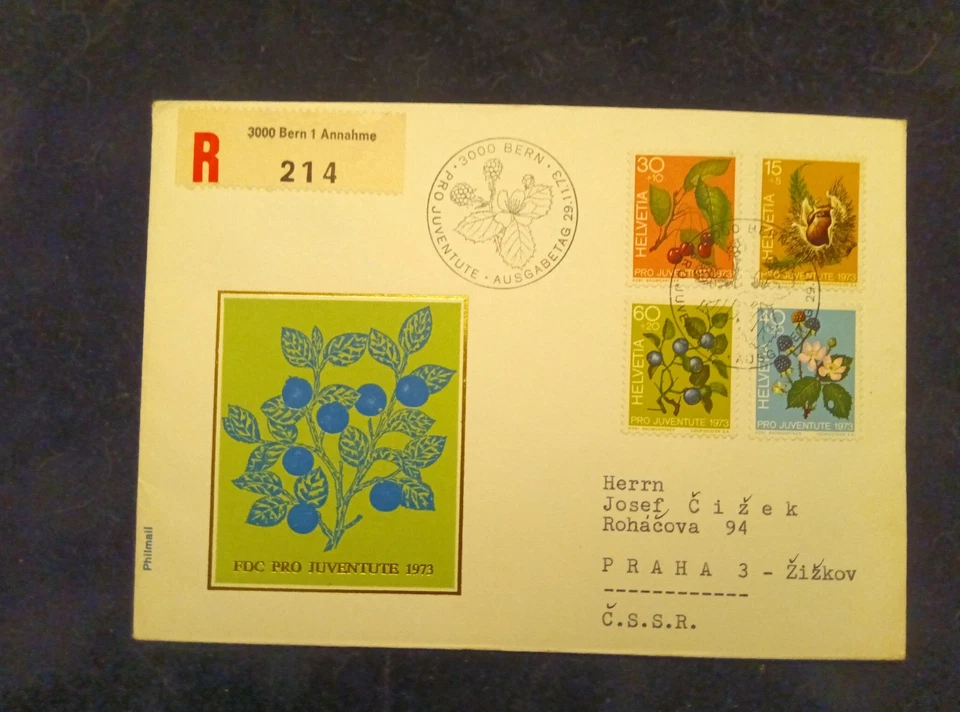 R
3000 Bern 1 Annahme
214
· 3000 BERN ·
PRO JUVENTUTE · AUSGABETAG 29.11.73
30
+10
HELVETIA
PRO JUVENTUTE 1973
15
+5
HELVETIA
PRO JUVENTUTE 1973
60
+20
HELVETIA
PRO JUVENTUTE 1973
40
HELVETIA
PRO JUVENTUTE 1973
FDC PRO JUVENTUTE 1973
Philmail
Herrn
Josef Čižek
Roháčova 94
PRAHA 3 - Žižkov
------------
Č.S.S.R.